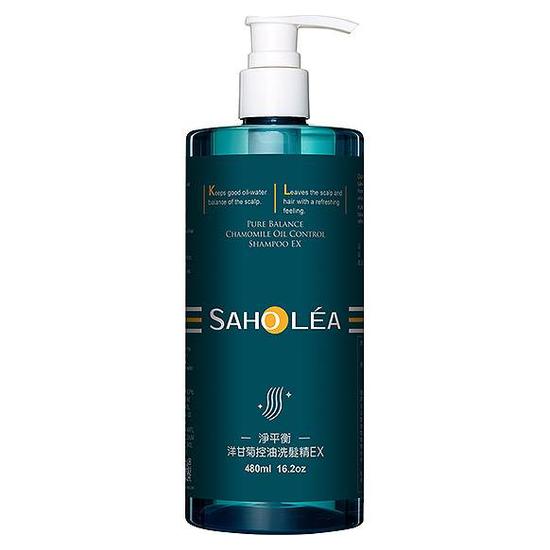 Keeps good oil-water
balance of the scalp.
Leaves the scalp and
hair with a refreshing
feeling.
Pure Balance
Chamomile Oil Control
Shampoo EX
SAHOLÉA
淨平衡
洋甘菊控油洗髮精EX
480ml 16.2oz